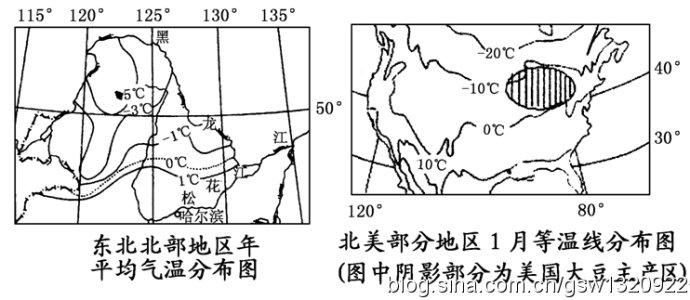 115° 120° 125° 130° 135°
黑
5℃
-3℃
50°
-1℃
龙
江
0℃
江
1℃
花
松
哈尔滨
东北北部地区年
平均气温分布图
-20℃
40°
-10℃
0℃
30°
10℃
120°
80°
北美部分地区1月等温线分布图
(图中阴影部分为美国大豆主产区)
blog.sina.com.cn/gsw1320922